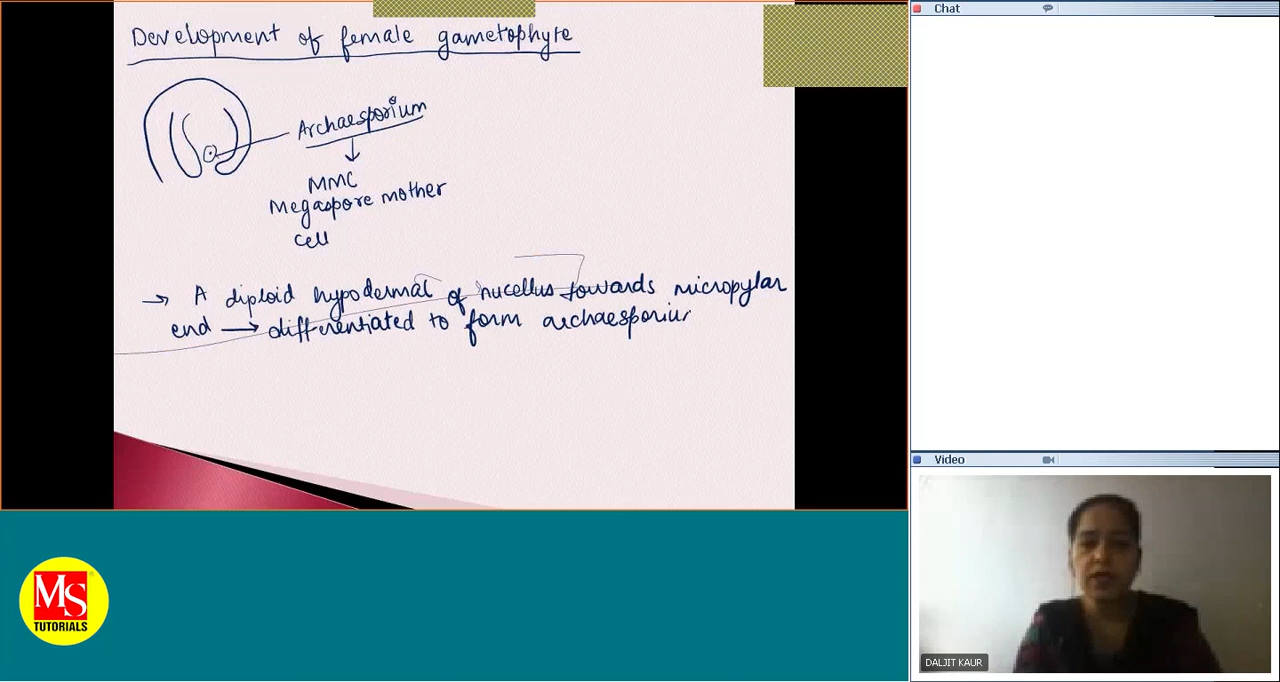 Development of female gametophyte
Archaesporium
MMC
Megaspore mother
cell
→ A diploid hypodermal of nucellus towards micropylar
end → differentiated to form archaesporiu
Chat
Video
DALJIT KAUR
MS
TUTORIALS